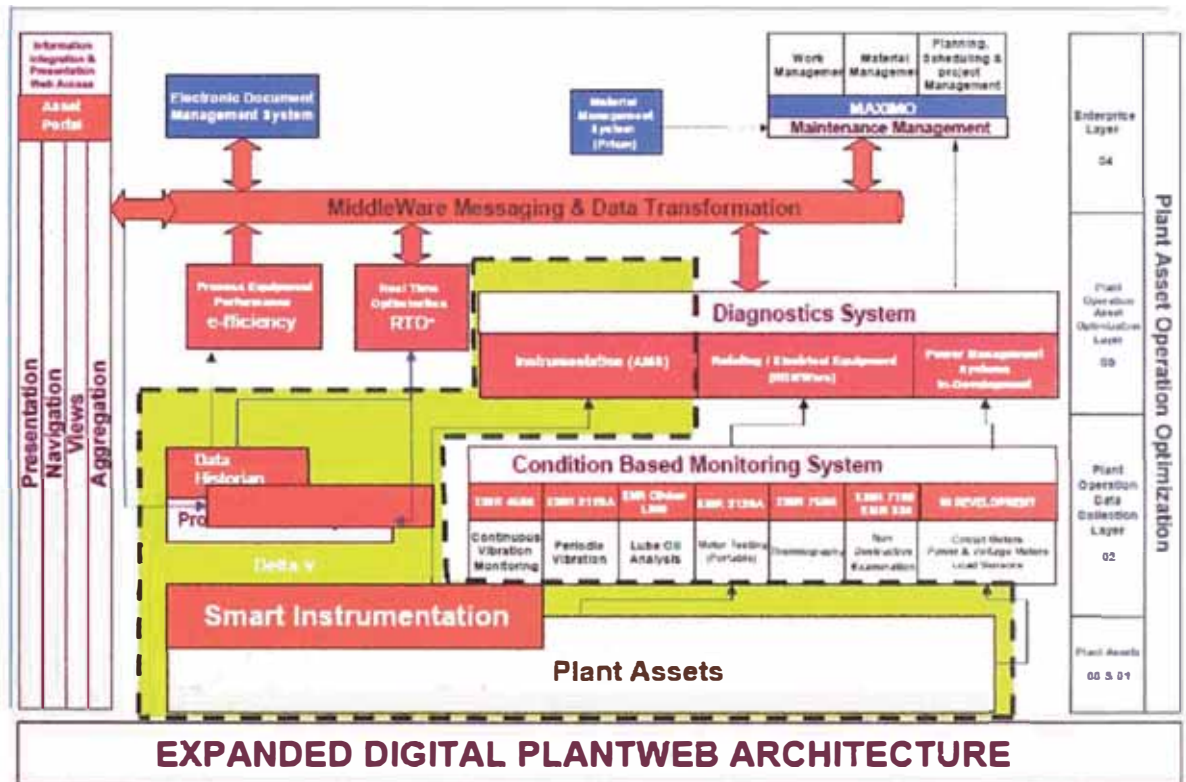 Information
Integration &
Presentation
Web Access
Asset
Portal
Presentation
Navigation
Views
Aggregation
Electronic Document
Management System
Material
Management
System
Work
Managemer
Material
Managemer
Planning,
Scheduling &
project
Management
MAXIMO
Maintenance Management
MiddleWare Messaging & Data Transformation
Process Equipment
Performance
e-fficiency
Real Time
Optimization
RTO+
Diagnostics System
Instrumentation (AMS)
/ Electrical Equipment
Power Management
Systems
In-Development
Data
Historian
Pro
Delta V
Condition Based Monitoring System
IN DEVELOPMENT
Continuous
Vibration
Monitoring
Periodic
Vibration
Lube Oil
Analysis
Motor Testing
(Portable)
Thermography
Non
Destructive
Examination
Circuit Meters
Power & Voltage Meters
Load Sensors
Smart Instrumentation
Plant Assets
Enterprise
Layer
04
Plant
Operation
Asset
Optimization
Layer
03
Plant
Operation
Data
Collection
Layer
02
Plant Assets
00 & 01
Plant Asset Operation Optimization
EXPANDED DIGITAL PLANTWEB ARCHITECTURE